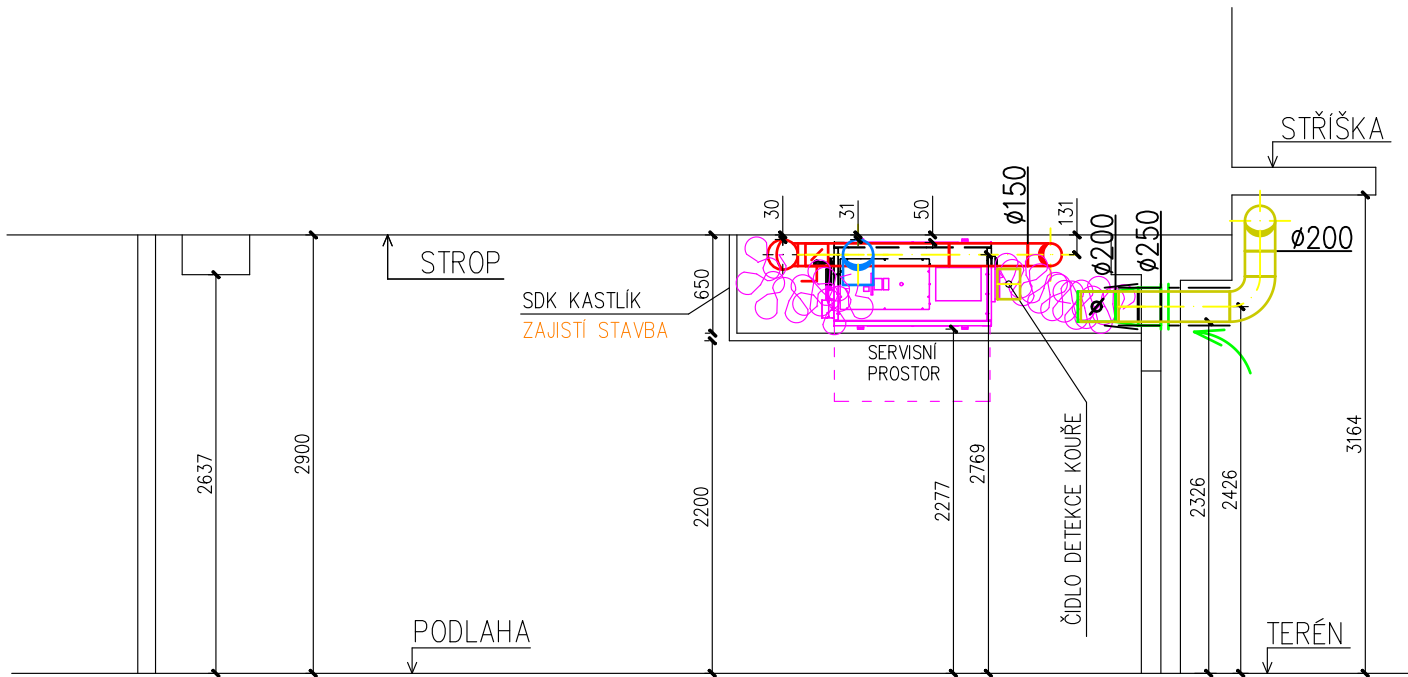 STŘÍŠKA
30
31
50
ø150
131
ø200
ø250
ø200
STROP
650
SDK KASTLÍK
ZAJISTÍ STAVBA
ø
SERVISNÍ
PROSTOR
ČIDLO DETEKCE KOUŘE
2637
2900
2200
2277
2769
2326
2426
3164
PODLAHA
TERÉN